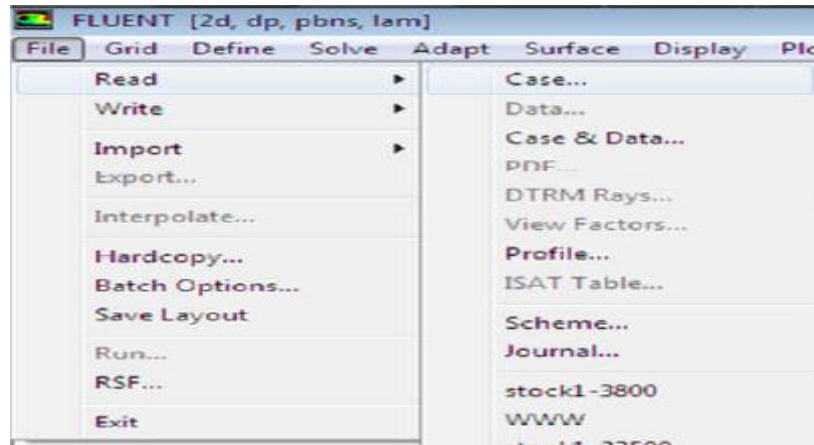 FLUENT [2d, dp, pbns, lam]
File Grid Define Solve Adapt Surface Display
Read
Write
Import
Export...
Interpolate...
Hardcopy...
Batch Options...
Save Layout
Run...
RSF...
Exit
Case...
Data...
Case & Data...
PDF...
DTRM Rays...
View Factors...
Profile...
ISAT Table...
Scheme...
Journal...
stock1-3800
WWW